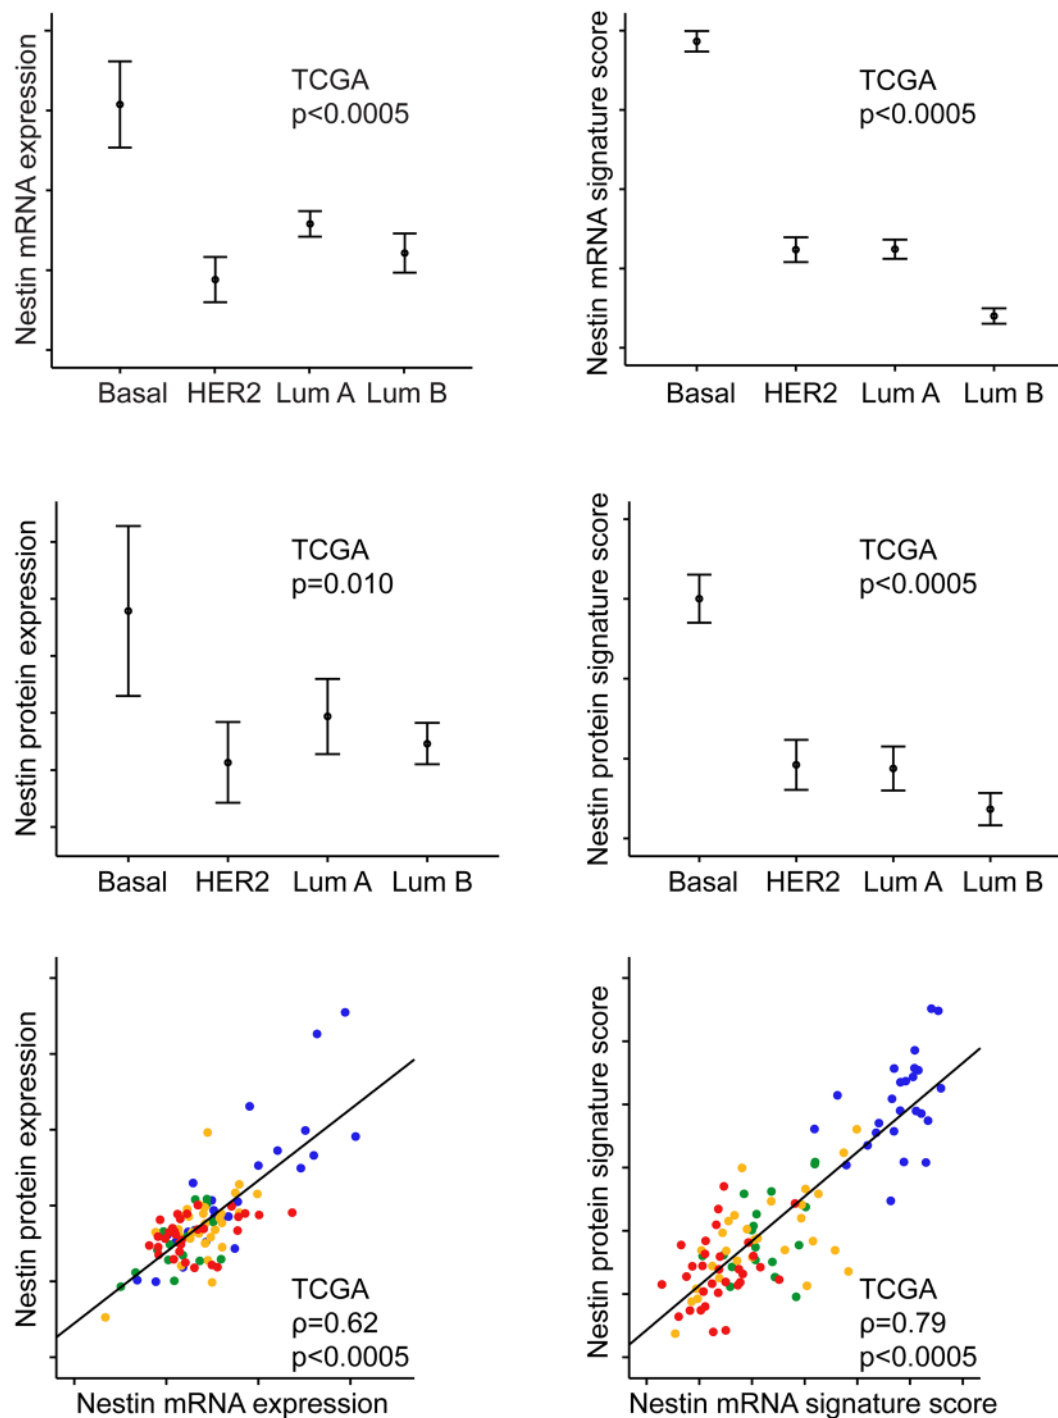 Nestin mRNA expression
TCGA
p<0.0005
Basal HER2 Lum A Lum B
Nestin mRNA signature score
TCGA
p<0.0005
Basal HER2 Lum A Lum B
Nestin protein expression
TCGA
p=0.010
Basal HER2 Lum A Lum B
Nestin protein signature score
TCGA
p<0.0005
Basal HER2 Lum A Lum B
Nestin protein expression
TCGA
ρ=0.62
p<0.0005
Nestin mRNA expression
Nestin protein signature score
TCGA
ρ=0.79
p<0.0005
Nestin mRNA signature score